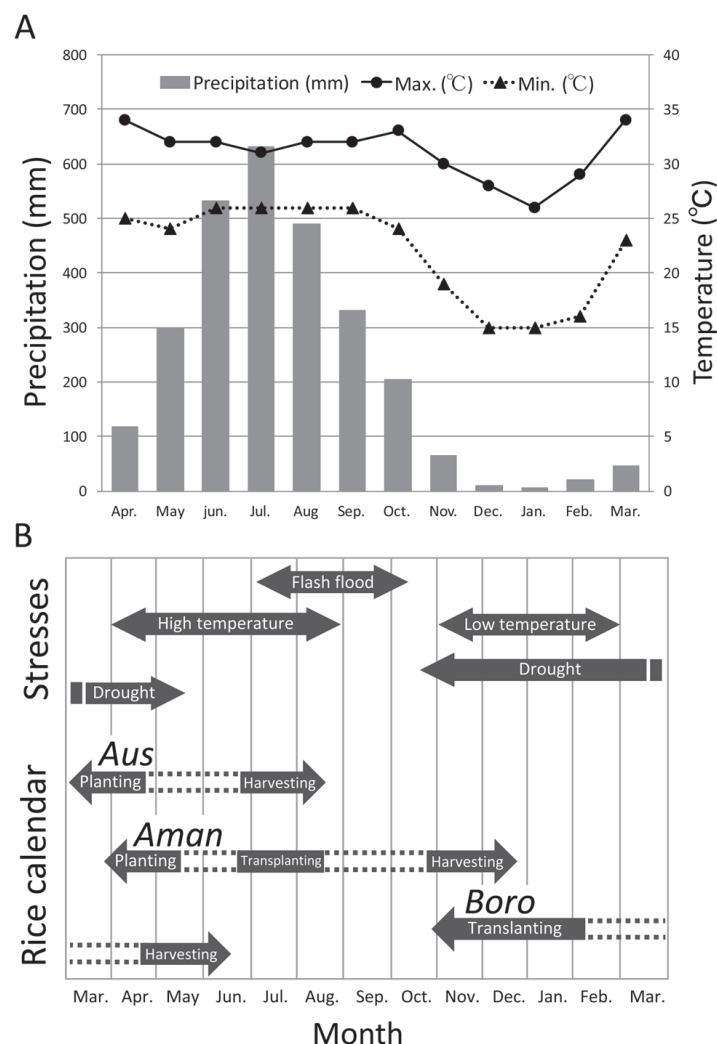 A
Precipitation (mm) Max. (℃) Min. (℃)
800
700
600
500
400
300
200
100
0
Precipitation (mm)
40
35
30
25
20
15
10
5
0
Temperature (℃)
Apr. May jun. Jul. Aug Sep. Oct. Nov. Dec. Jan. Feb. Mar.
B
Stresses
Flash flood
High temperature
Low temperature
Drought
Drought
Rice calendar
Aus
Planting Harvesting
Aman
Planting Transplanting Harvesting
Boro
Translanting
Harvesting
Mar. Apr. May Jun. Jul. Aug. Sep. Oct. Nov. Dec. Jan. Feb. Mar.
Month